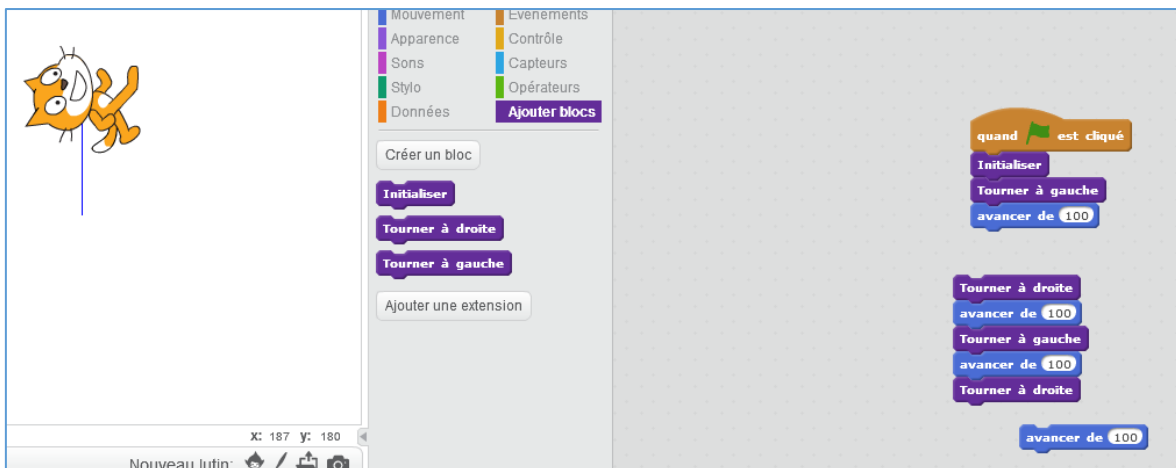 Mouvement
Evènements
Apparence
Contrôle
Sons
Capteurs
Stylo
Opérateurs
Données
Ajouter blocs
Créer un bloc
Initialiser
Tourner à droite
Tourner à gauche
Ajouter une extension
X: 187 y: 180
Nouveau lutin:
quand est cliqué
Initialiser
Tourner à gauche
avancer de 100
Tourner à droite
avancer de 100
Tourner à gauche
avancer de 100
Tourner à droite
avancer de 100